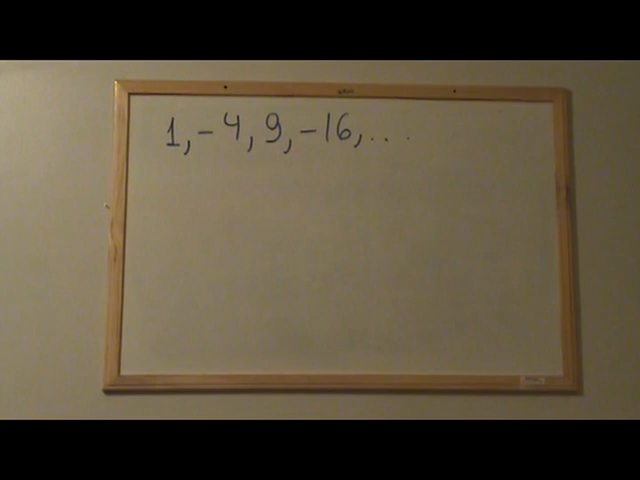 1, -4, 9, -16, ...